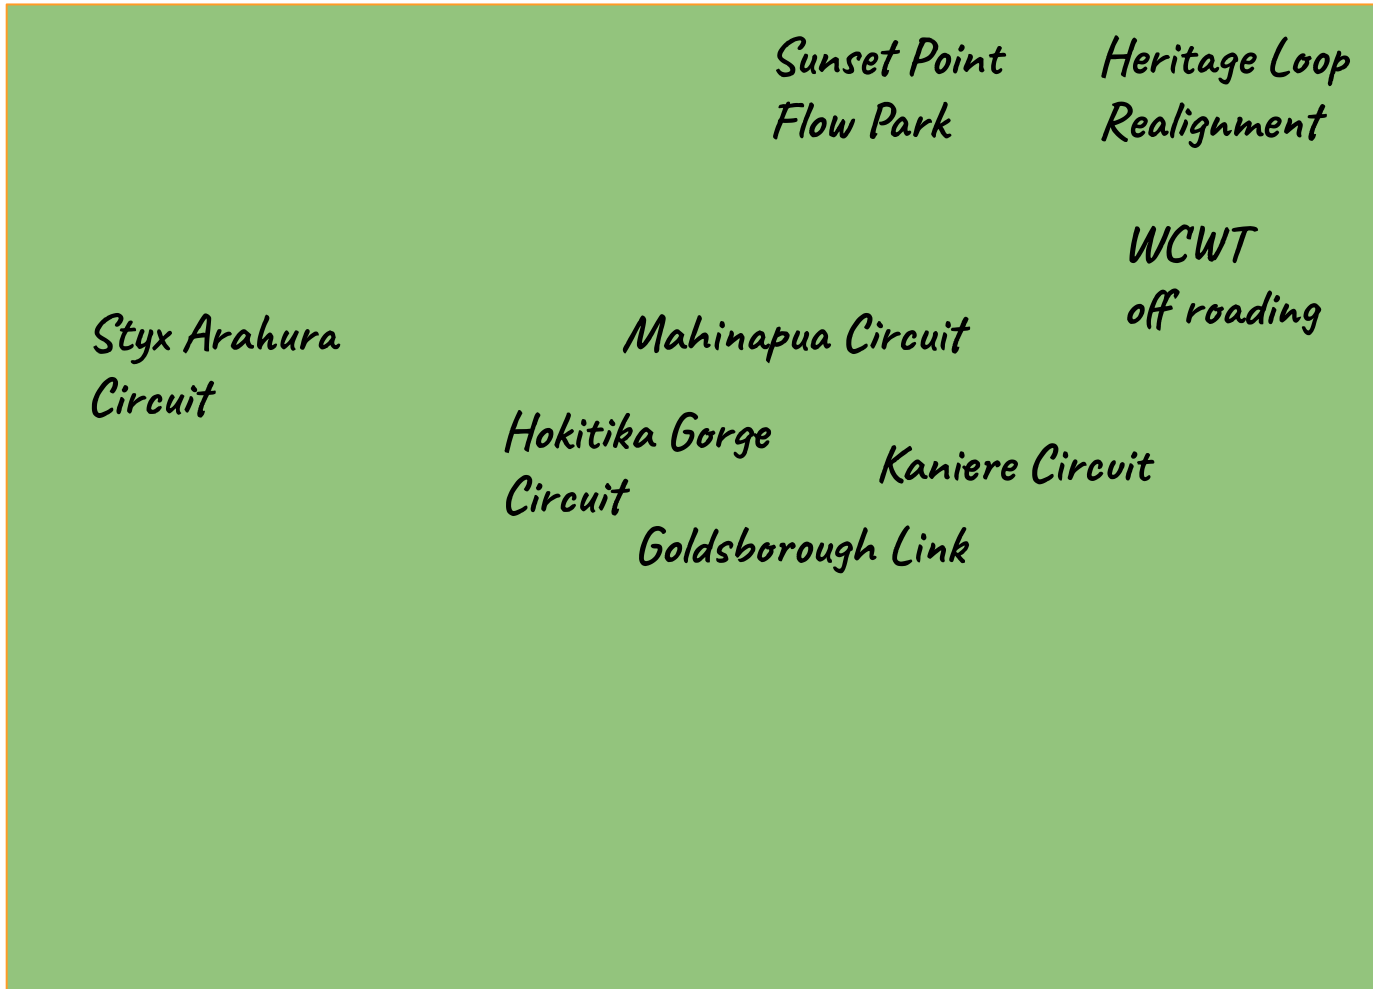 Sunset Point
Flow Park
Heritage Loop
Realignment
WCWT
off roading
Styx Arahura
Circuit
Mahinapua Circuit
Hokitika Gorge
Circuit
Kaniere Circuit
Goldsborough Link